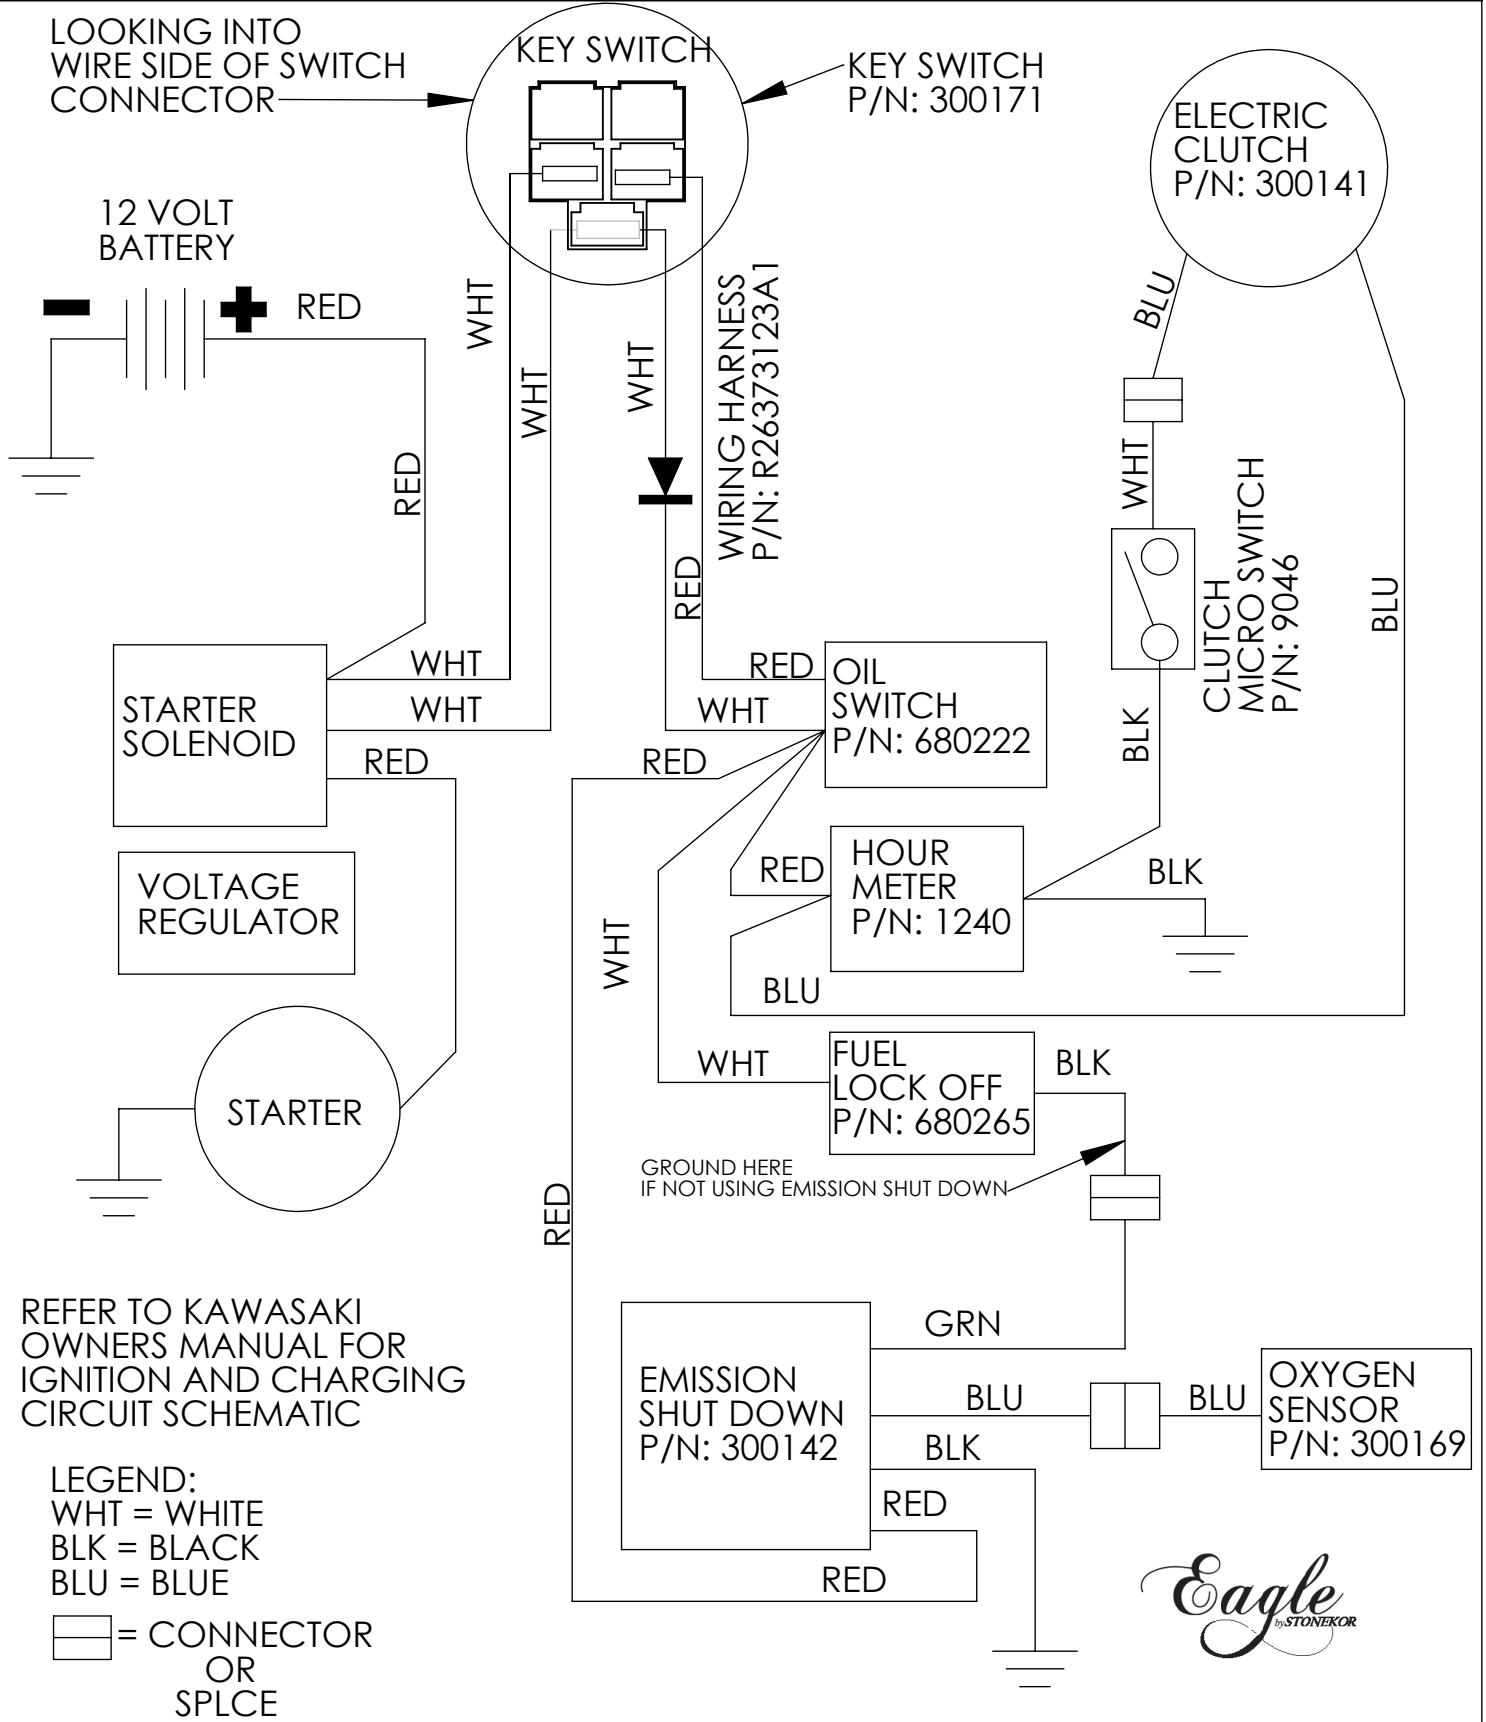 LOOKING INTO
WIRE SIDE OF SWITCH
CONNECTOR
KEY SWITCH
KEY SWITCH
P/N: 300171
ELECTRIC
CLUTCH
P/N: 300141
12 VOLT
BATTERY
RED
RED
WHT
WHT
WHT
WIRING HARNESS
P/N: R26373123A1
RED
BLU
WHT
CLUTCH
MICRO SWITCH
P/N: 9046
BLU
BLK
STARTER
SOLENOID
WHT
WHT
RED
RED
WHT
OIL
SWITCH
P/N: 680222
RED
VOLTAGE
REGULATOR
RED
HOUR
METER
P/N: 1240
BLK
WHT
BLU
STARTER
WHT
FUEL
LOCK OFF
P/N: 680265
BLK
GROUND HERE
IF NOT USING EMISSION SHUT DOWN
RED
REFER TO KAWASAKI
OWNERS MANUAL FOR
IGNITION AND CHARGING
CIRCUIT SCHEMATIC
EMISSION
SHUT DOWN
P/N: 300142
GRN
BLU
BLU
OXYGEN
SENSOR
P/N: 300169
BLK
RED
RED
LEGEND:
WHT = WHITE
BLK = BLACK
BLU = BLUE
= CONNECTOR
OR
SPLCE
Eagle
by STONEKOR